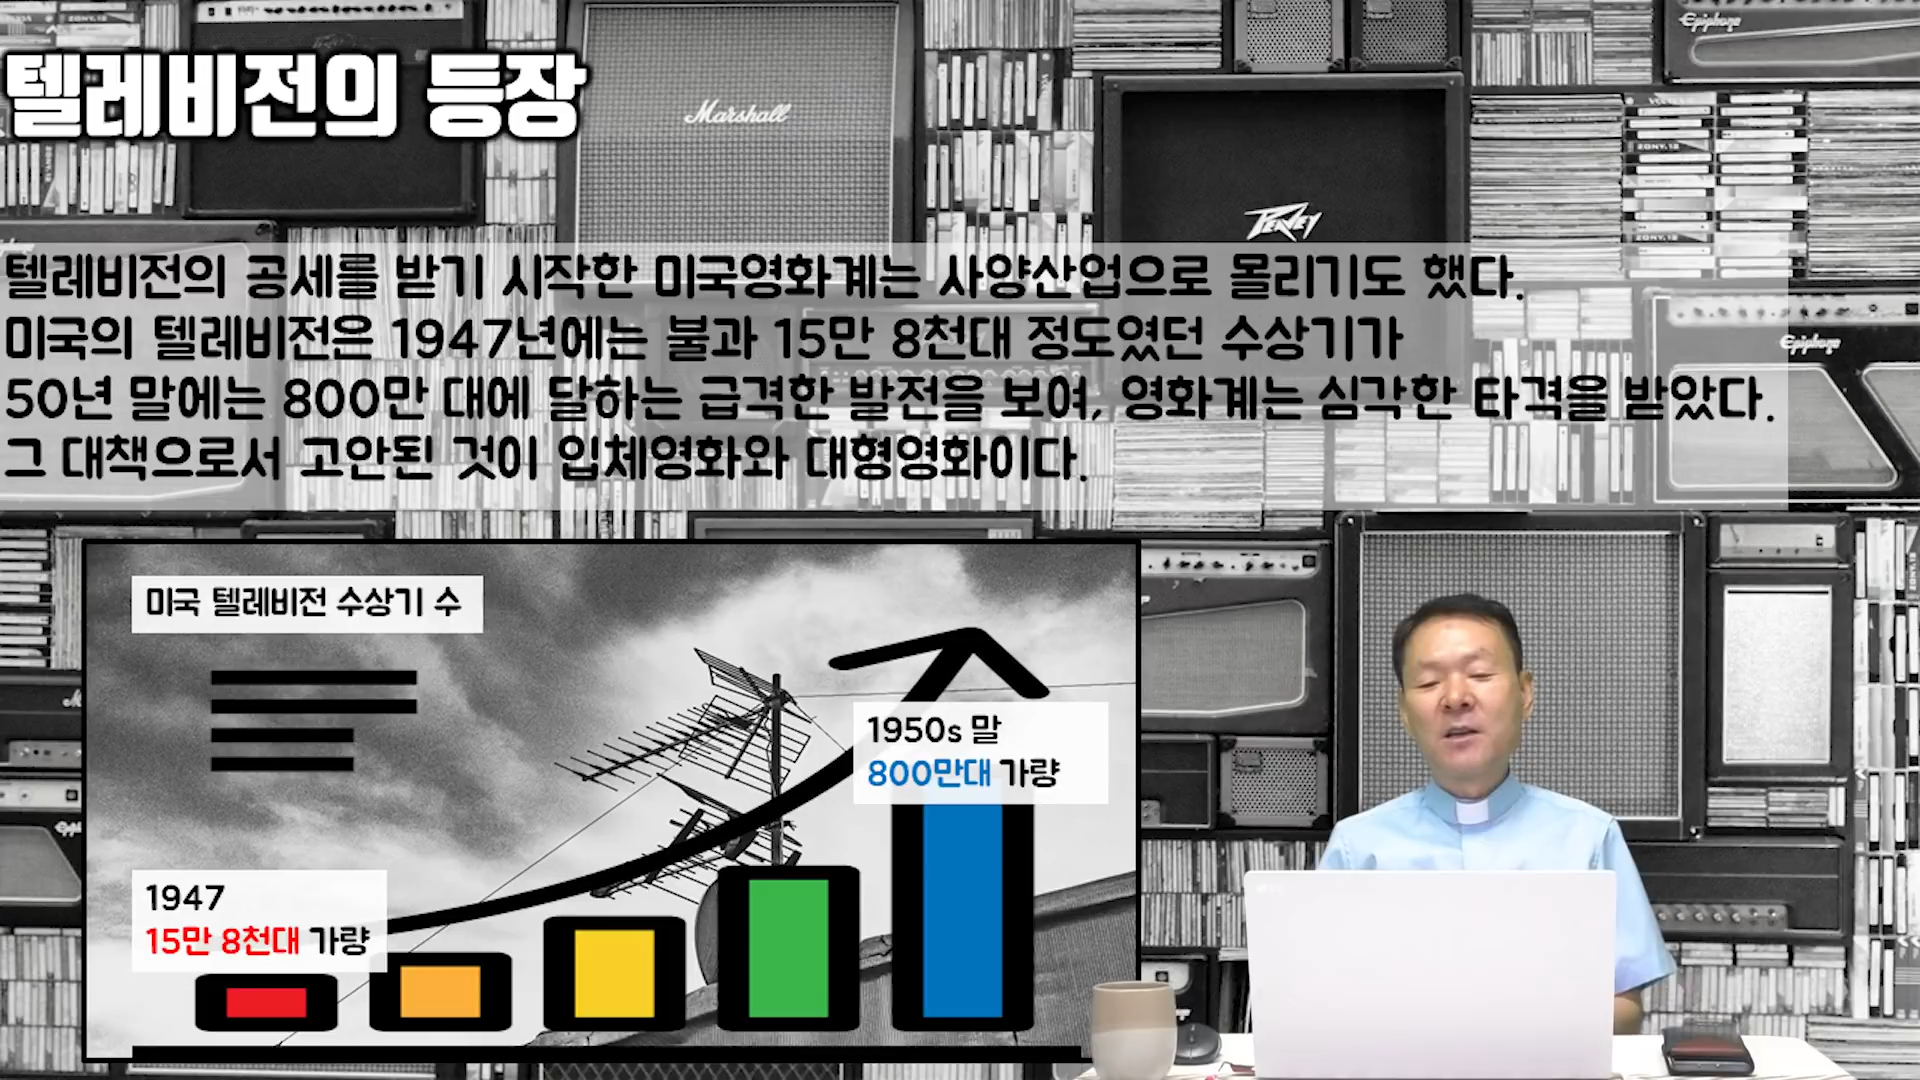 텔레비전의 등장
Marshall
PEAVEY
Epiphone
텔레비전의 공세를 받기 시작한 미국영화계는 사양산업으로 몰리기도 했다.
미국의 텔레비전은 1947년에는 불과 15만 8천대 정도였던 수상기가
50년 말에는 800만 대에 달하는 급격한 발전을 보여, 영화계는 심각한 타격을 받았다.
그 대책으로서 고안된 것이 입체영화와 대형영화이다.
Epiphone
미국 텔레비전 수상기 수
1950s 말
800만대 가량
1947
15만 8천대 가량